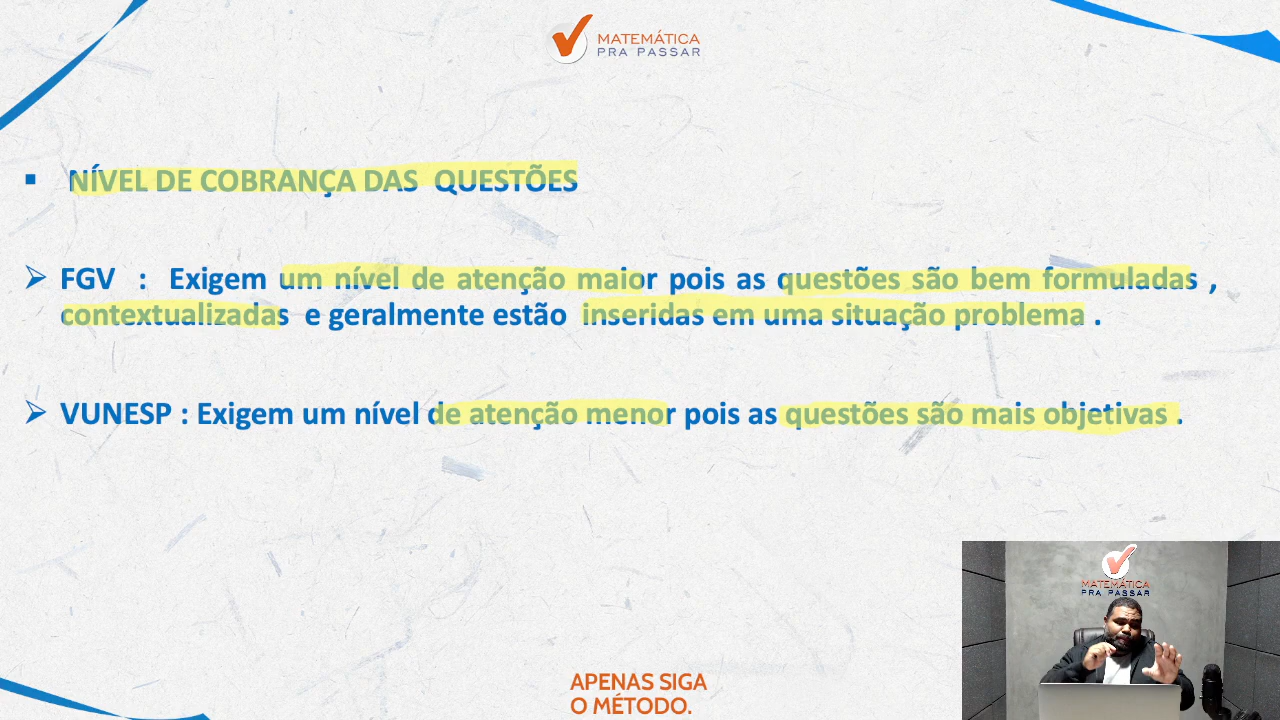 MATEMÁTICA
PRA PASSAR
▪ NÍVEL DE COBRANÇA DAS QUESTÕES
➢ FGV : Exigem um nível de atenção maior pois as questões são bem formuladas ,
contextualizadas e geralmente estão inseridas em uma situação problema .
➢ VUNESP : Exigem um nível de atenção menor pois as questões são mais objetivas .
MATEMÁTICA
PRA PASSAR
APENAS SIGA
O MÉTODO.